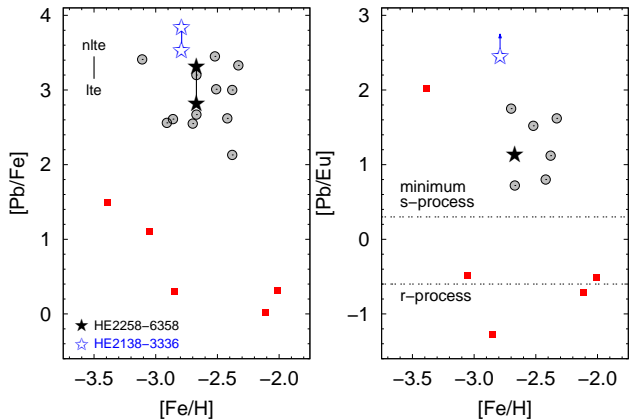 4
3
2
1
0
[Pb/Fe]
nlte
lte
★ HE2258−6358
☆ HE2138−3336
−3.5 −3.0 −2.5 −2.0
[Fe/H]
3
2
1
0
−1
[Pb/Eu]
minimum
s−process
r−process
−3.5 −3.0 −2.5 −2.0
[Fe/H]